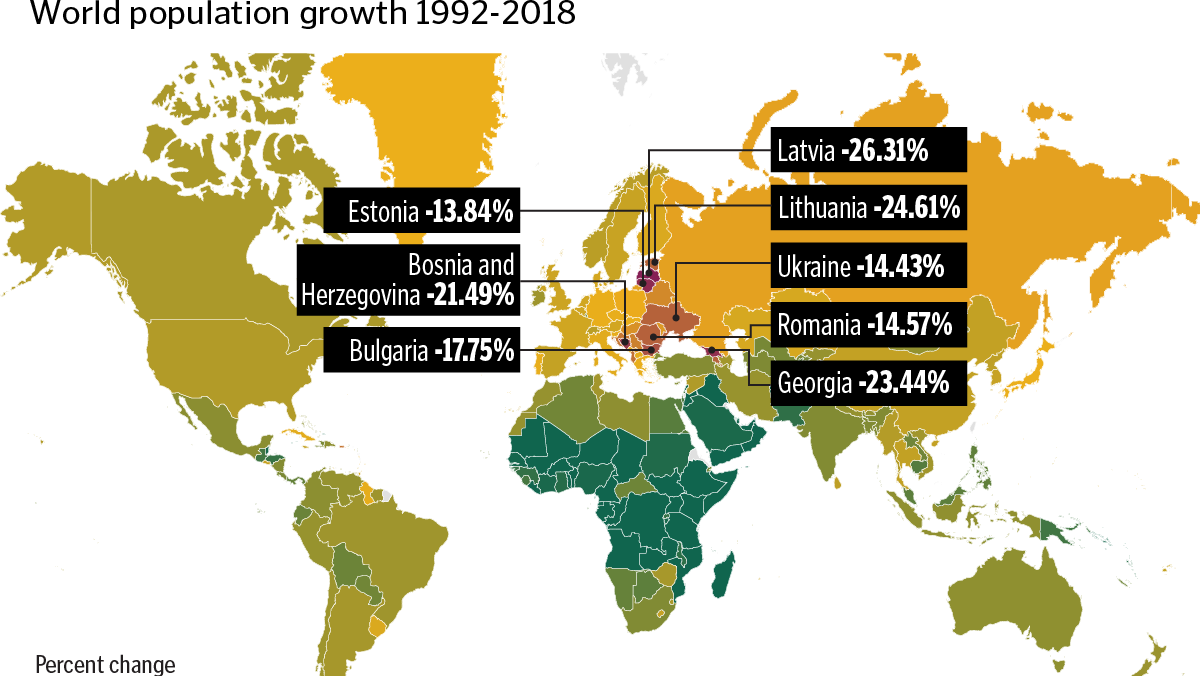 World population growth 1992-2018
Latvia -26.31%
Estonia -13.84%
Lithuania -24.61%
Bosnia and
Herzegovina -21.49%
Ukraine -14.43%
Romania -14.57%
Bulgaria -17.75%
Georgia -23.44%
Percent change